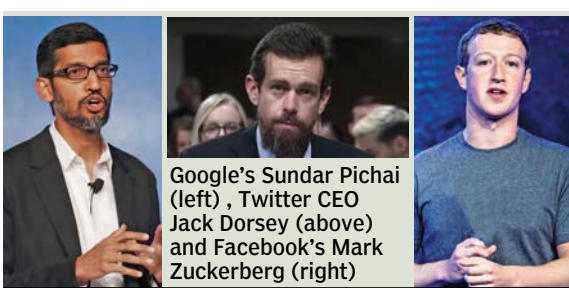 Google's Sundar Pichai
(left) , Twitter CEO
Jack Dorsey (above)
and Facebook's Mark
Zuckerberg (right)